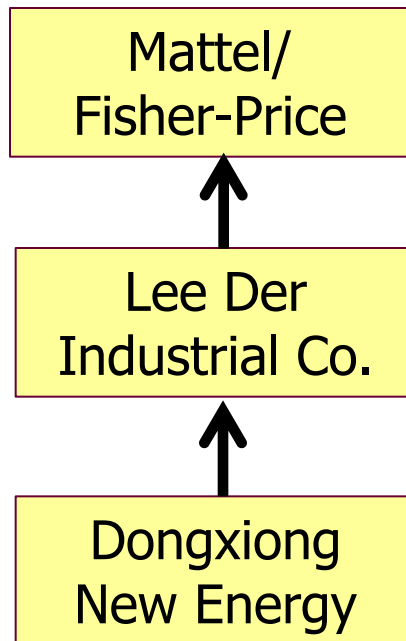 Mattel/
Fisher-Price
Lee Der
Industrial Co.
Dongxiong
New Energy